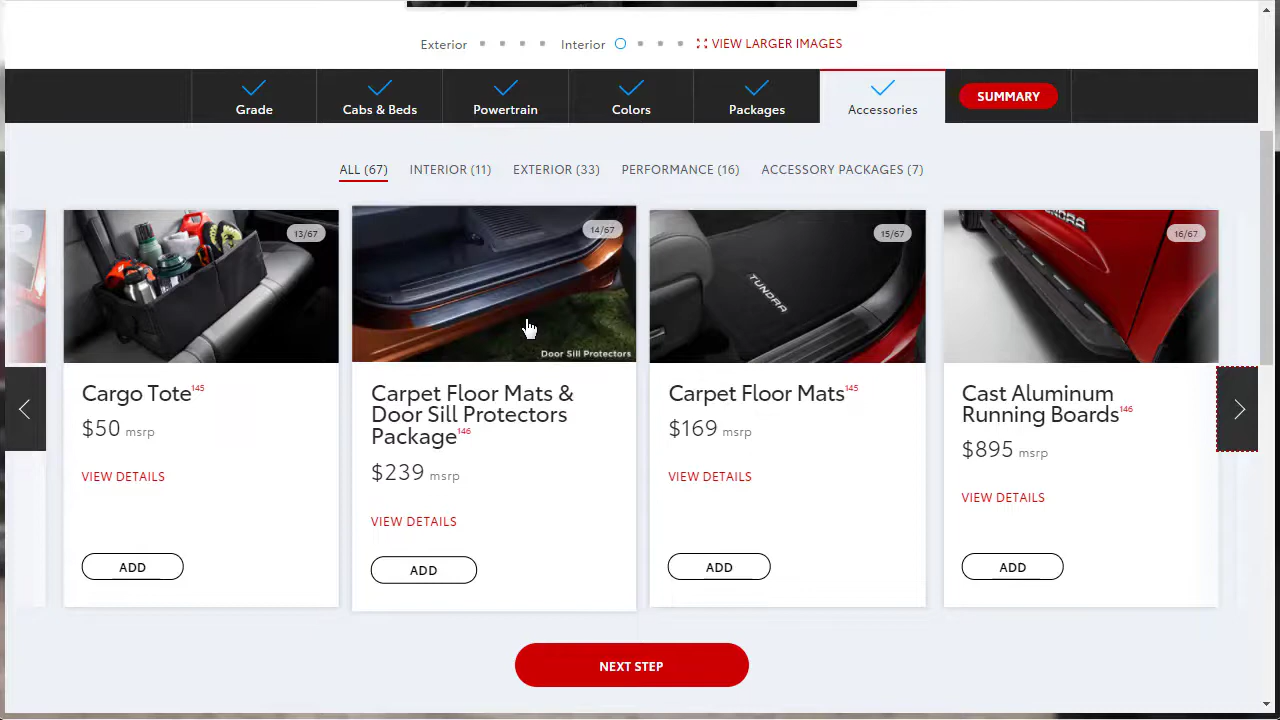 Exterior
Interior
VIEW LARGER IMAGES
Grade
Cabs & Beds
Powertrain
Colors
Packages
Accessories
SUMMARY
ALL (67)
INTERIOR (11)
EXTERIOR (33)
PERFORMANCE (16)
ACCESSORY PACKAGES (7)
13/67
Cargo Tote145
$50 msrp
VIEW DETAILS
ADD
14/67
Door Sill Protectors
Carpet Floor Mats &
Door Sill Protectors
Package146
$239 msrp
VIEW DETAILS
ADD
15/67
TUNDRA
Carpet Floor Mats145
$169 msrp
VIEW DETAILS
ADD
16/67
TUNDRA
Cast Aluminum
Running Boards146
$895 msrp
VIEW DETAILS
ADD
NEXT STEP